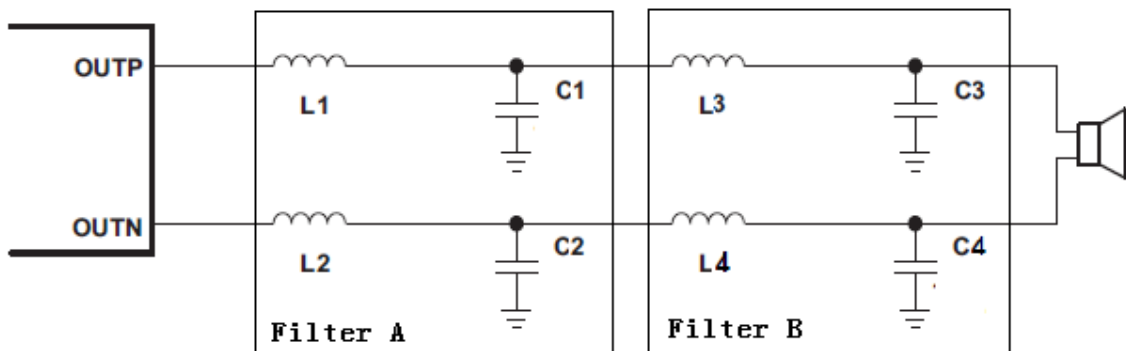 OUTP
L1
C1
L3
C3
OUTN
L2
C2
L4
C4
Filter A
Filter B